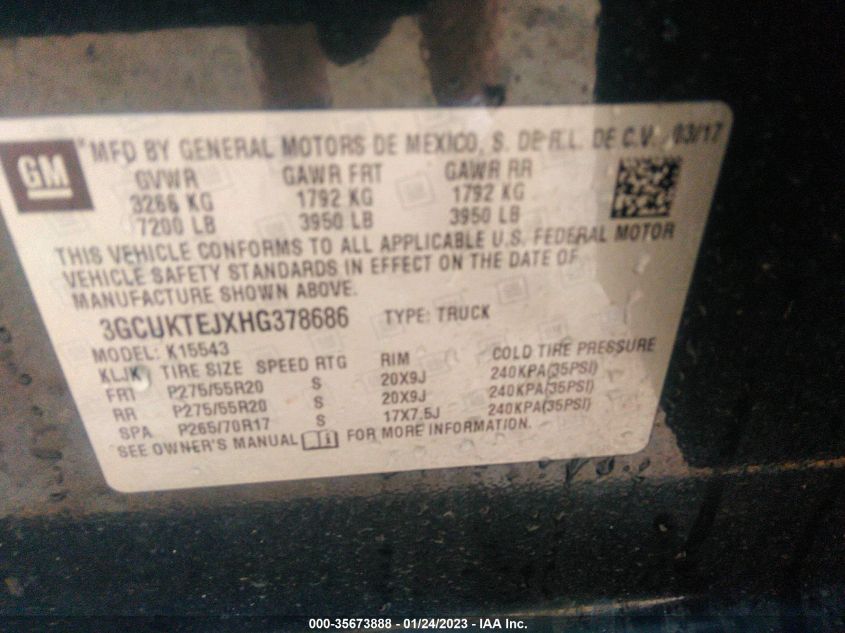 GM ® MFD BY GENERAL MOTORS DE MEXICO, S. DE R.L. DE C.V. 03/17
GVWR GAWR FRT GAWR RR
3266 KG 1792 KG 1792 KG
7200 LB 3950 LB 3950 LB
THIS VEHICLE CONFORMS TO ALL APPLICABLE U.S. FEDERAL MOTOR
VEHICLE SAFETY STANDARDS IN EFFECT ON THE DATE OF
MANUFACTURE SHOWN ABOVE.
3GCUKTEJXHG378686 TYPE: TRUCK
MODEL: K15543
KLJK TIRE SIZE SPEED RTG RIM COLD TIRE PRESSURE
FRT P275/55R20 S 20X9J 240KPA(35PSI)
RR P275/55R20 S 20X9J 240KPA(35PSI)
SPA P265/70R17 S 17X7.5J 240KPA(35PSI)
SEE OWNER'S MANUAL i FOR MORE INFORMATION.
000-35673888 - 01/24/2023 - IAA Inc.